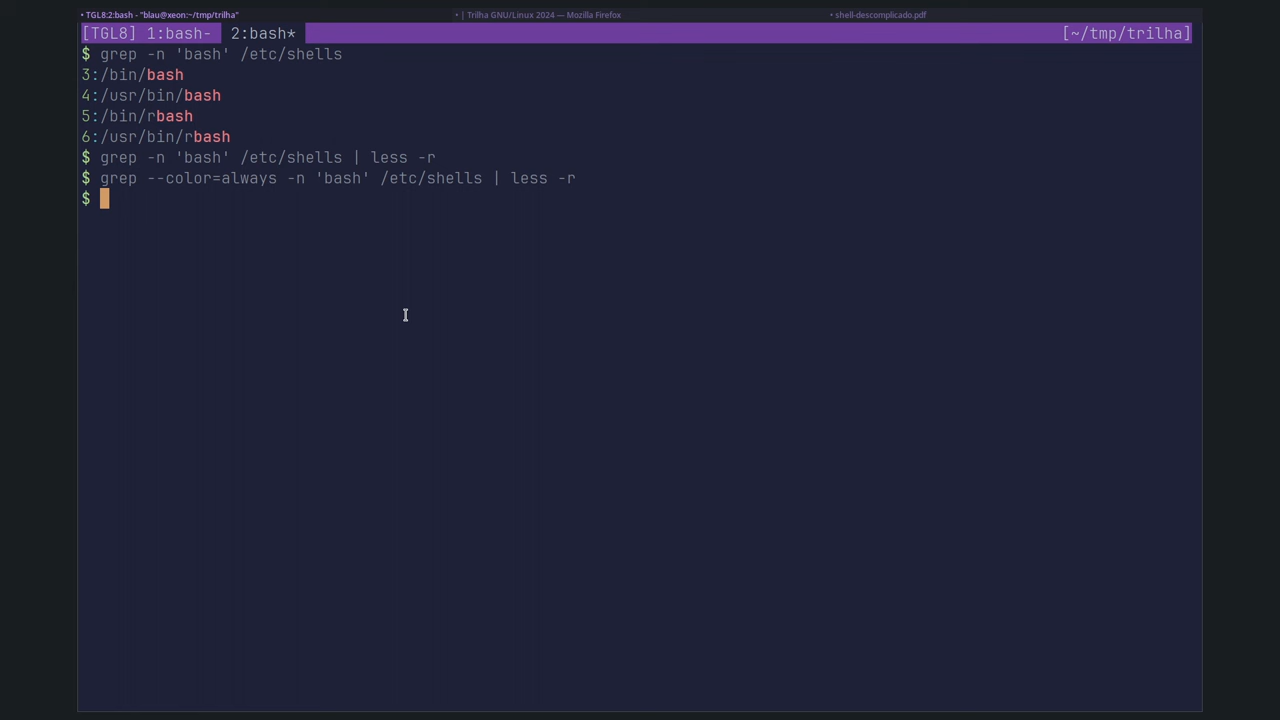 • TGL8:2:bash - "blau@xeon:~/tmp/trilha" • | Trilha GNU/Linux 2024 — Mozilla Firefox • shell-descomplicado.pdf
[TGL8] 1:bash- 2:bash* [~/tmp/trilha]
$ grep -n 'bash' /etc/shells
3:/bin/bash
4:/usr/bin/bash
5:/bin/rbash
6:/usr/bin/rbash
$ grep -n 'bash' /etc/shells | less -r
$ grep --color=always -n 'bash' /etc/shells | less -r
$